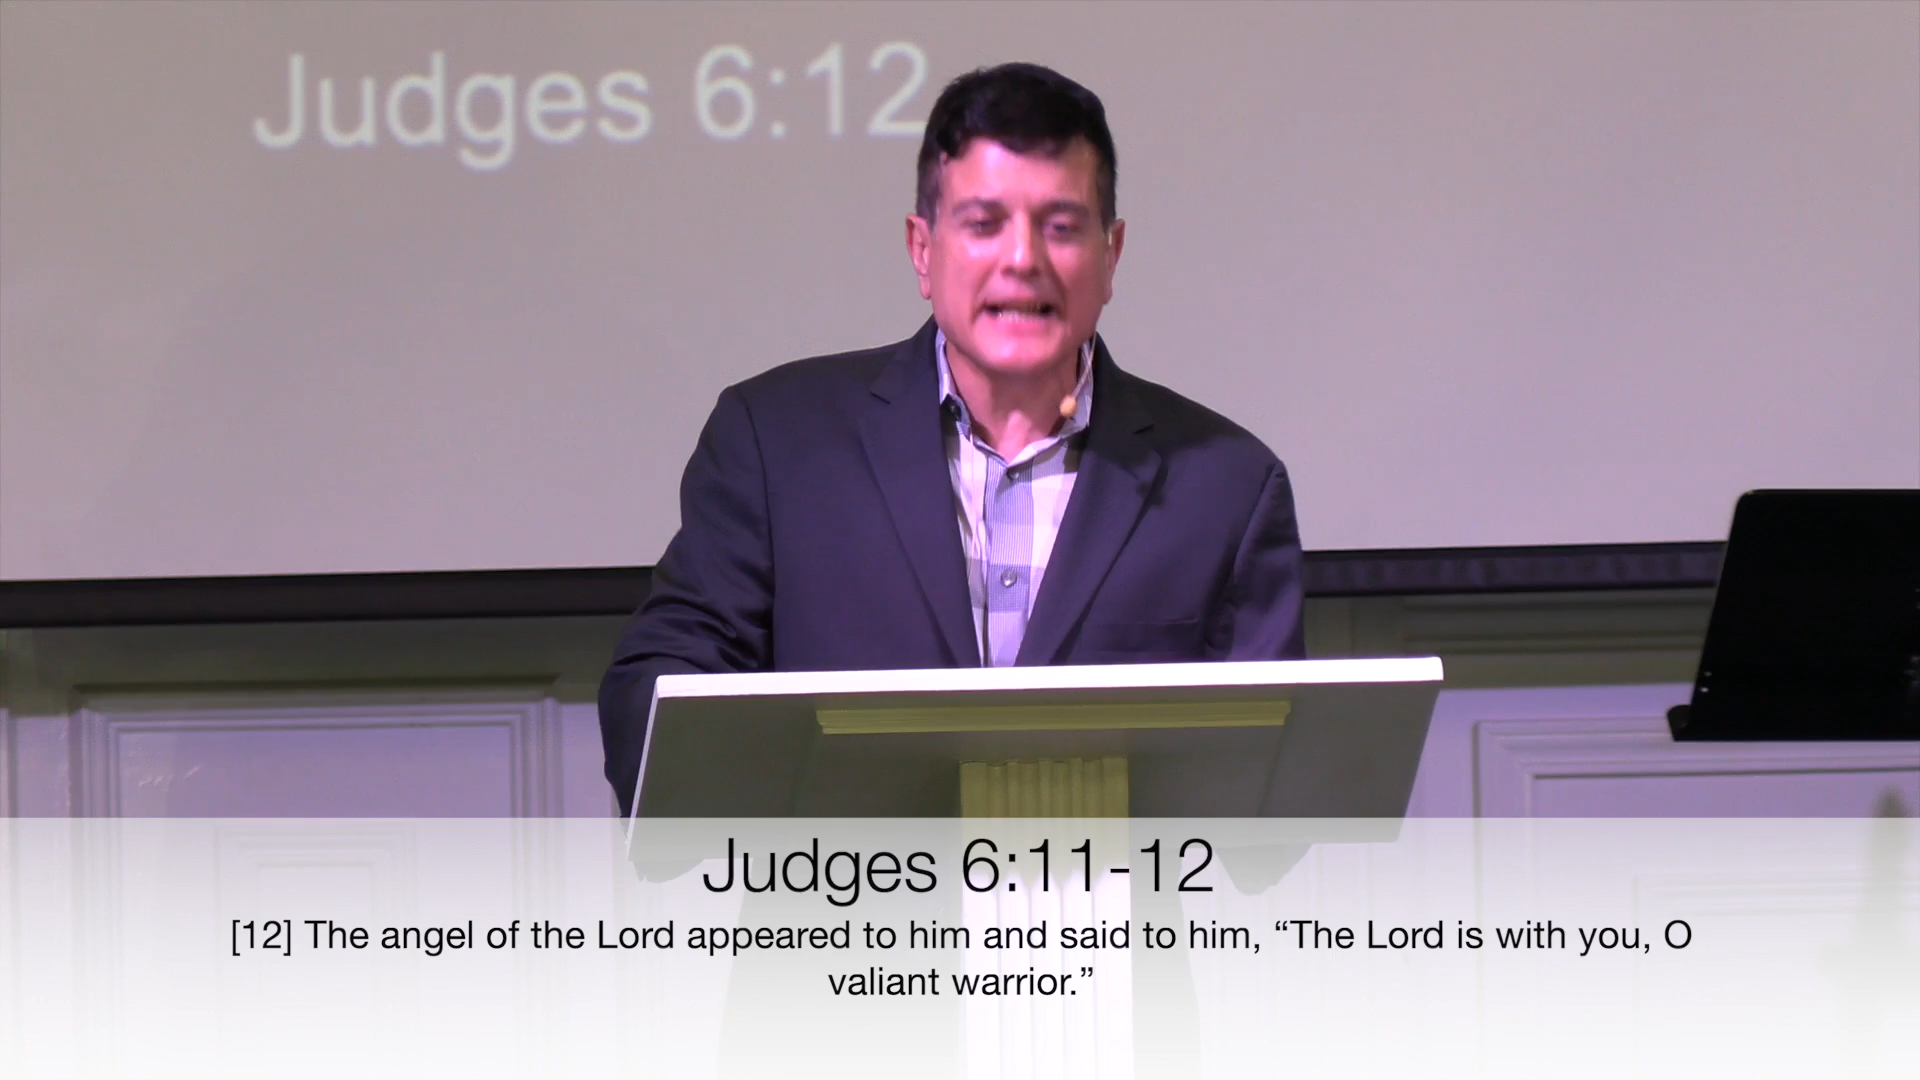 Judges 6:12
Judges 6:11-12
[12] The angel of the Lord appeared to him and said to him, “The Lord is with you, O
valiant warrior.”